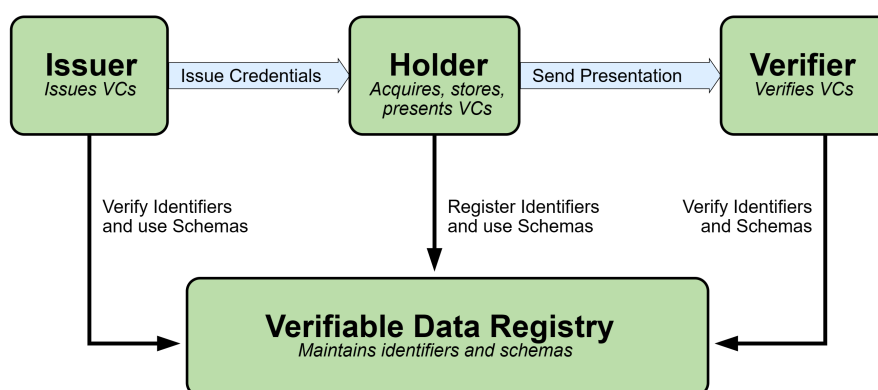 Issuer
Issues VCs
Issue Credentials
Holder
Acquires, stores,
presents VCs
Send Presentation
Verifier
Verifies VCs
Verify Identifiers
and use Schemas
Register Identifiers
and use Schemas
Verify Identifiers
and Schemas
Verifiable Data Registry
Maintains identifiers and schemas